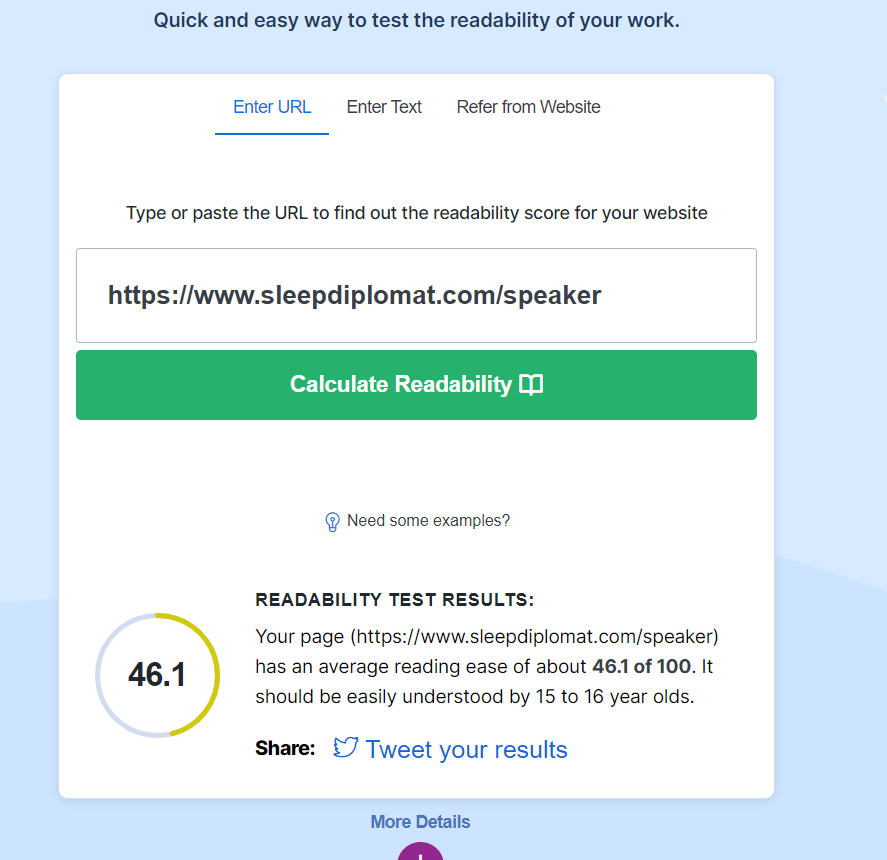 Quick and easy way to test the readability of your work.
Enter URL Enter Text Refer from Website
Type or paste the URL to find out the readability score for your website
https://www.sleepdiplomat.com/speaker
Calculate Readability
Need some examples?
READABILITY TEST RESULTS:
Your page (https://www.sleepdiplomat.com/speaker)
has an average reading ease of about 46.1 of 100. It
should be easily understood by 15 to 16 year olds.
46.1
Share: Tweet your results
More Details